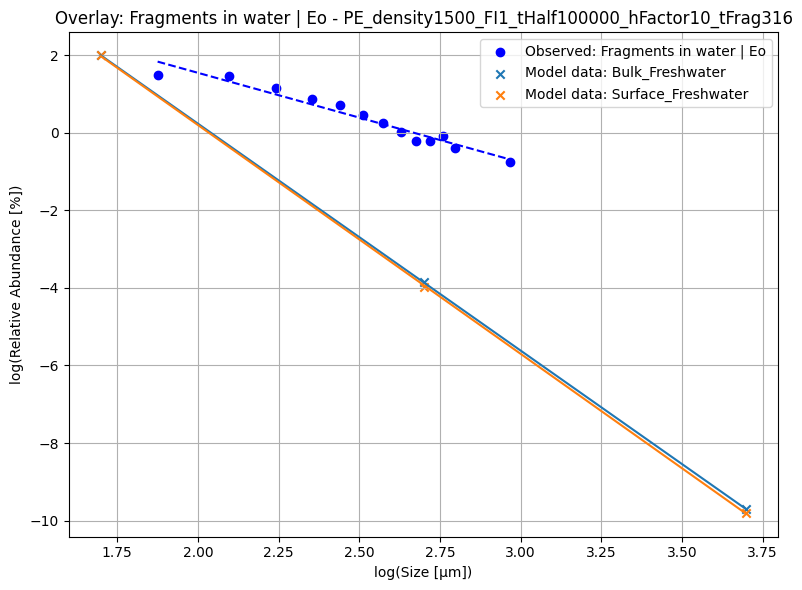 Overlay: Fragments in water | Eo - PE_density1500_FI1_tHalf100000_hFactor10_tFrag316
Observed: Fragments in water | Eo
Model data: Bulk_Freshwater
Model data: Surface_Freshwater
log(Relative Abundance [%])
2
0
−2
−4
−6
−8
−10
1.75 2.00 2.25 2.50 2.75 3.00 3.25 3.50 3.75
log(Size [μm])